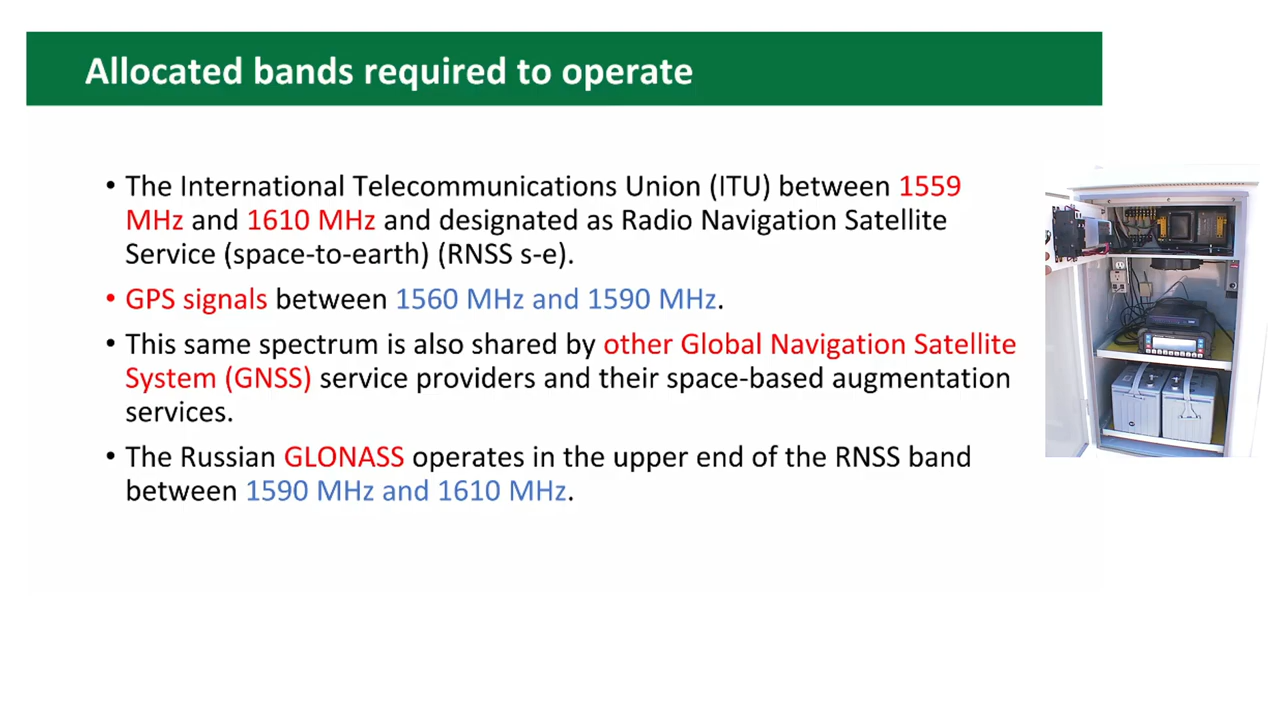 Allocated bands required to operate
• The International Telecommunications Union (ITU) between 1559
MHz and 1610 MHz and designated as Radio Navigation Satellite
Service (space-to-earth) (RNSS s-e).
• GPS signals between 1560 MHz and 1590 MHz.
• This same spectrum is also shared by other Global Navigation Satellite
System (GNSS) service providers and their space-based augmentation
services.
• The Russian GLONASS operates in the upper end of the RNSS band
between 1590 MHz and 1610 MHz.